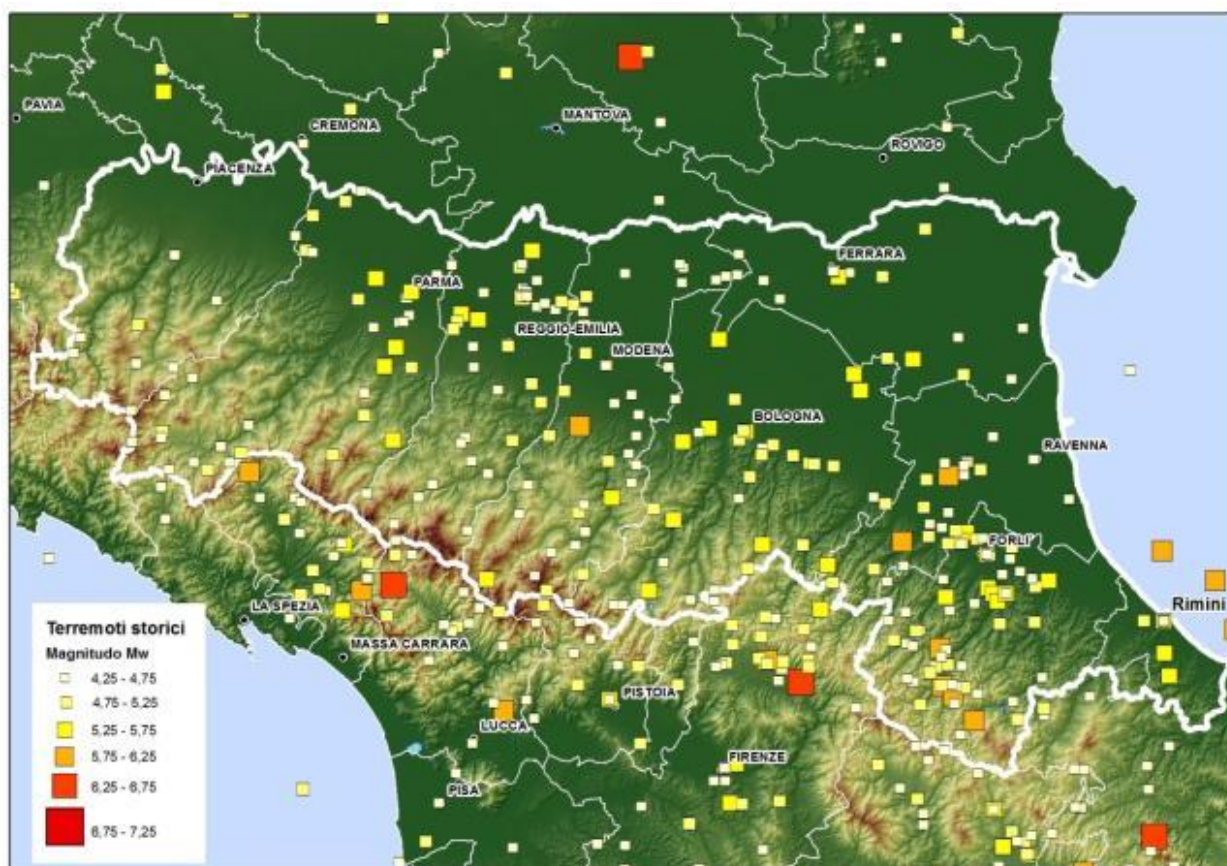 PAVIA
CREMONA
MANTOVA
ROVIGO
PIACENZA
FERRARA
PARMA
REGGIO-EMILIA
MODENA
BOLOGNA
RAVENNA
FORLI'
LA SPEZIA
Rimini
MASSA CARRARA
PISTOIA
LUCCA
FIRENZE
PISA
Terremoti storici
Magnitudo Mw
4,25 - 4,75
4,75 - 5,25
5,25 - 5,75
5,75 - 6,25
6,25 - 6,75
6,75 - 7,25